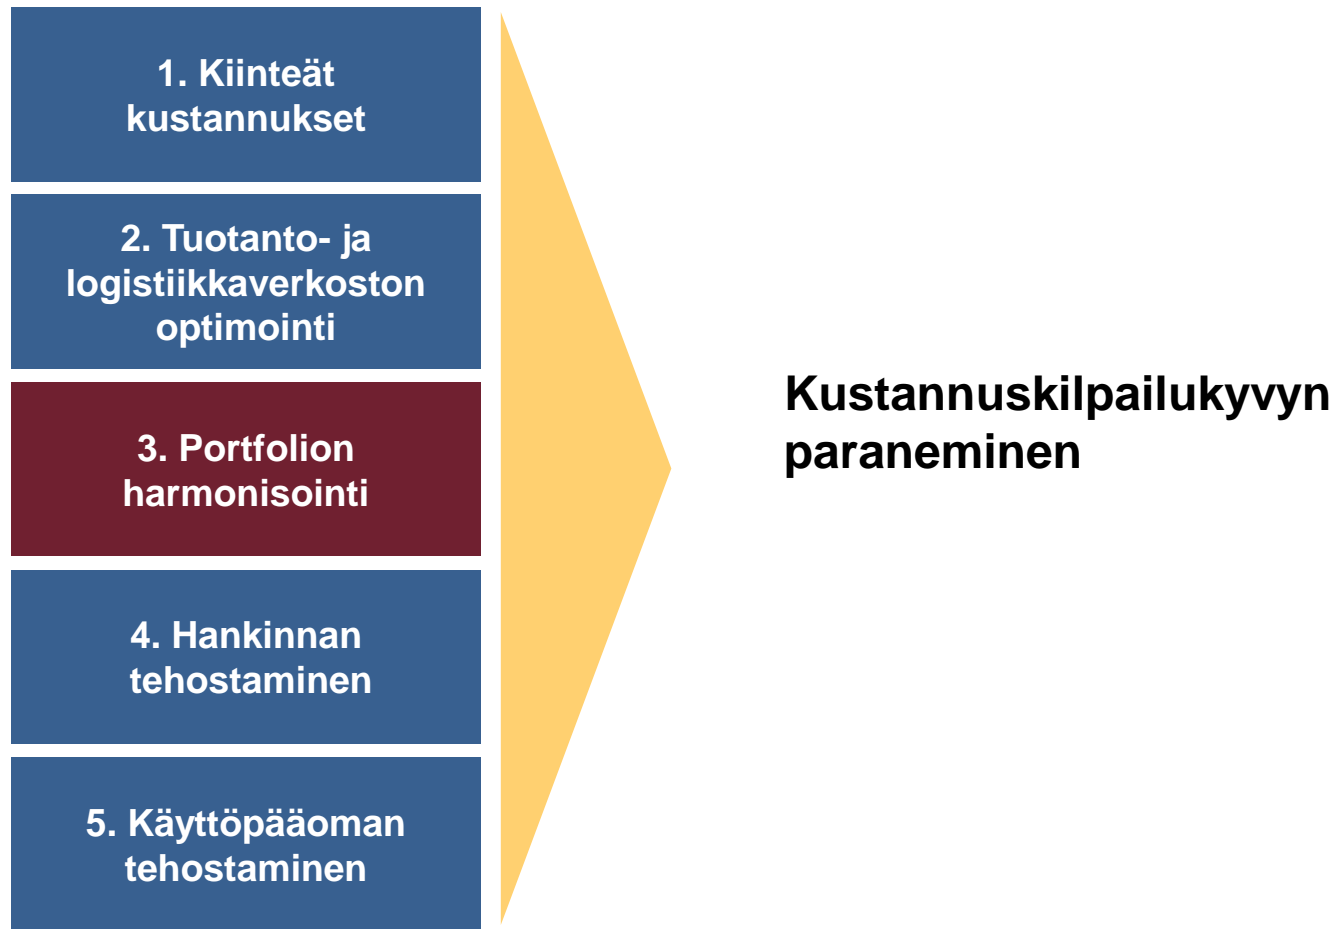 1. Kiinteät
kustannukset
2. Tuotanto- ja
logistiikkaverkoston
optimointi
3. Portfolion
harmonisointi
4. Hankinnan
tehostaminen
5. Käyttöpääoman
tehostaminen
Kustannuskilpailukyvyn
paraneminen